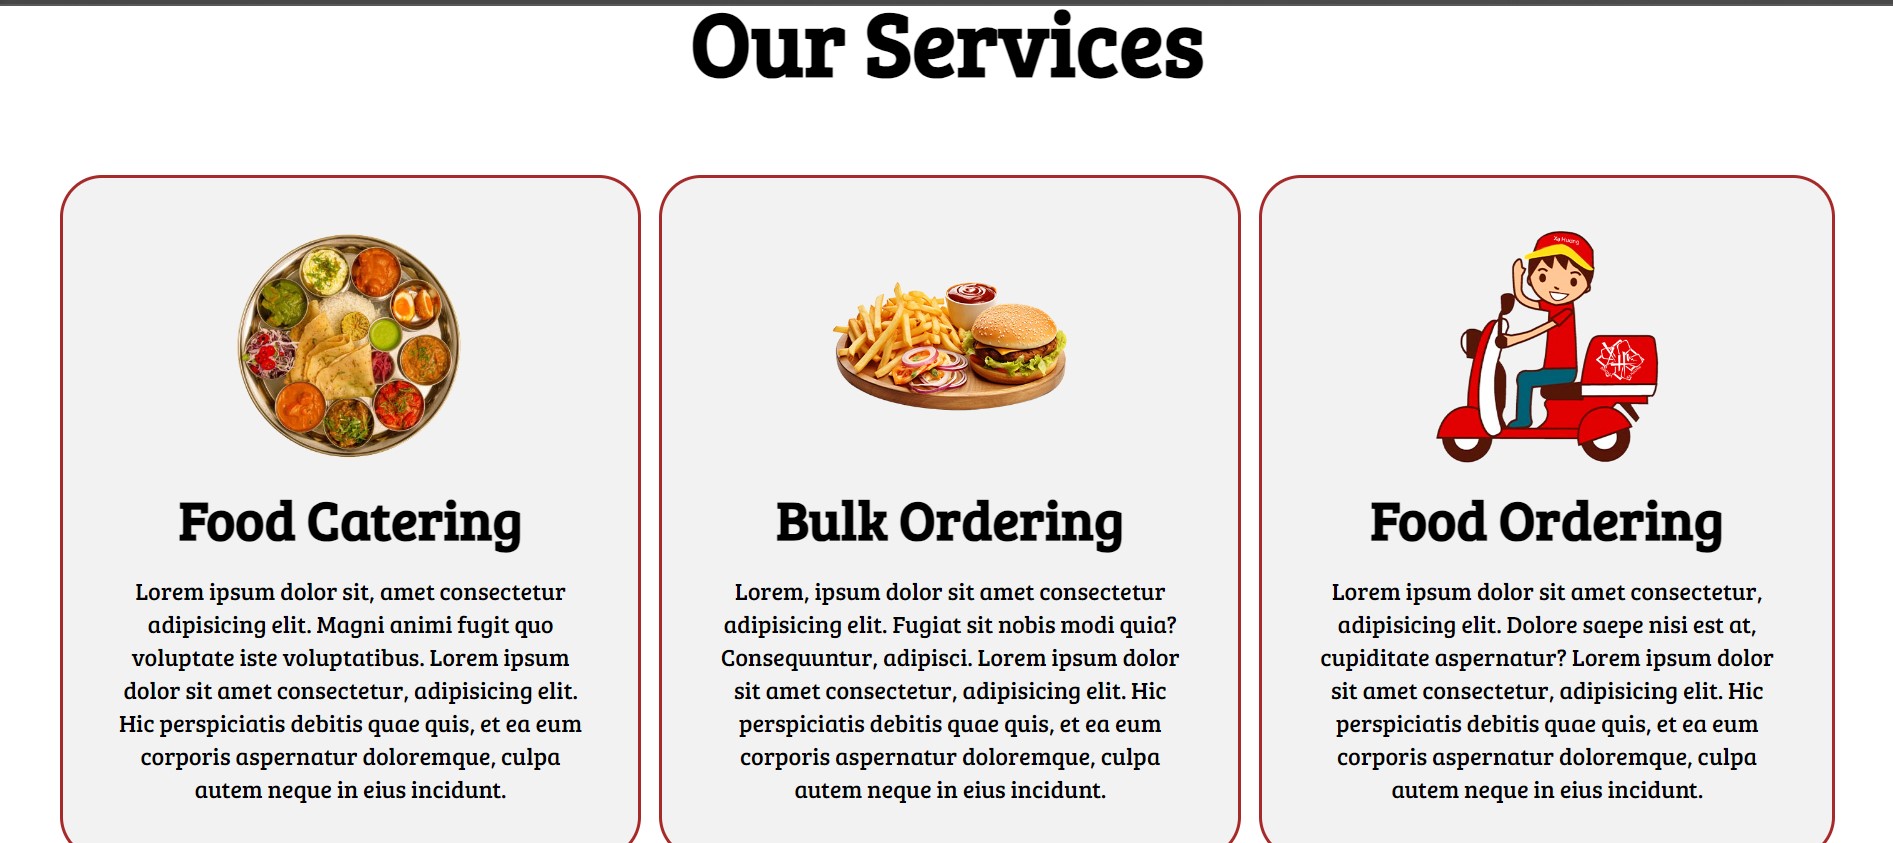 Our Services
Food Catering
Lorem ipsum dolor sit, amet consectetur
adipisicing elit. Magni animi fugit quo
voluptate iste voluptatibus. Lorem ipsum
dolor sit amet consectetur, adipisicing elit.
Hic perspiciatis debitis quae quis, et ea eum
corporis aspernatur doloremque, culpa
autem neque in eius incidunt.
Bulk Ordering
Lorem, ipsum dolor sit amet consectetur
adipisicing elit. Fugiat sit nobis modi quia?
Consequuntur, adipisci. Lorem ipsum dolor
sit amet consectetur, adipisicing elit. Hic
perspiciatis debitis quae quis, et ea eum
corporis aspernatur doloremque, culpa
autem neque in eius incidunt.
Xa Hương
Food Ordering
Lorem ipsum dolor sit amet consectetur,
adipisicing elit. Dolore saepe nisi est at,
cupiditate aspernatur? Lorem ipsum dolor
sit amet consectetur, adipisicing elit. Hic
perspiciatis debitis quae quis, et ea eum
corporis aspernatur doloremque, culpa
autem neque in eius incidunt.